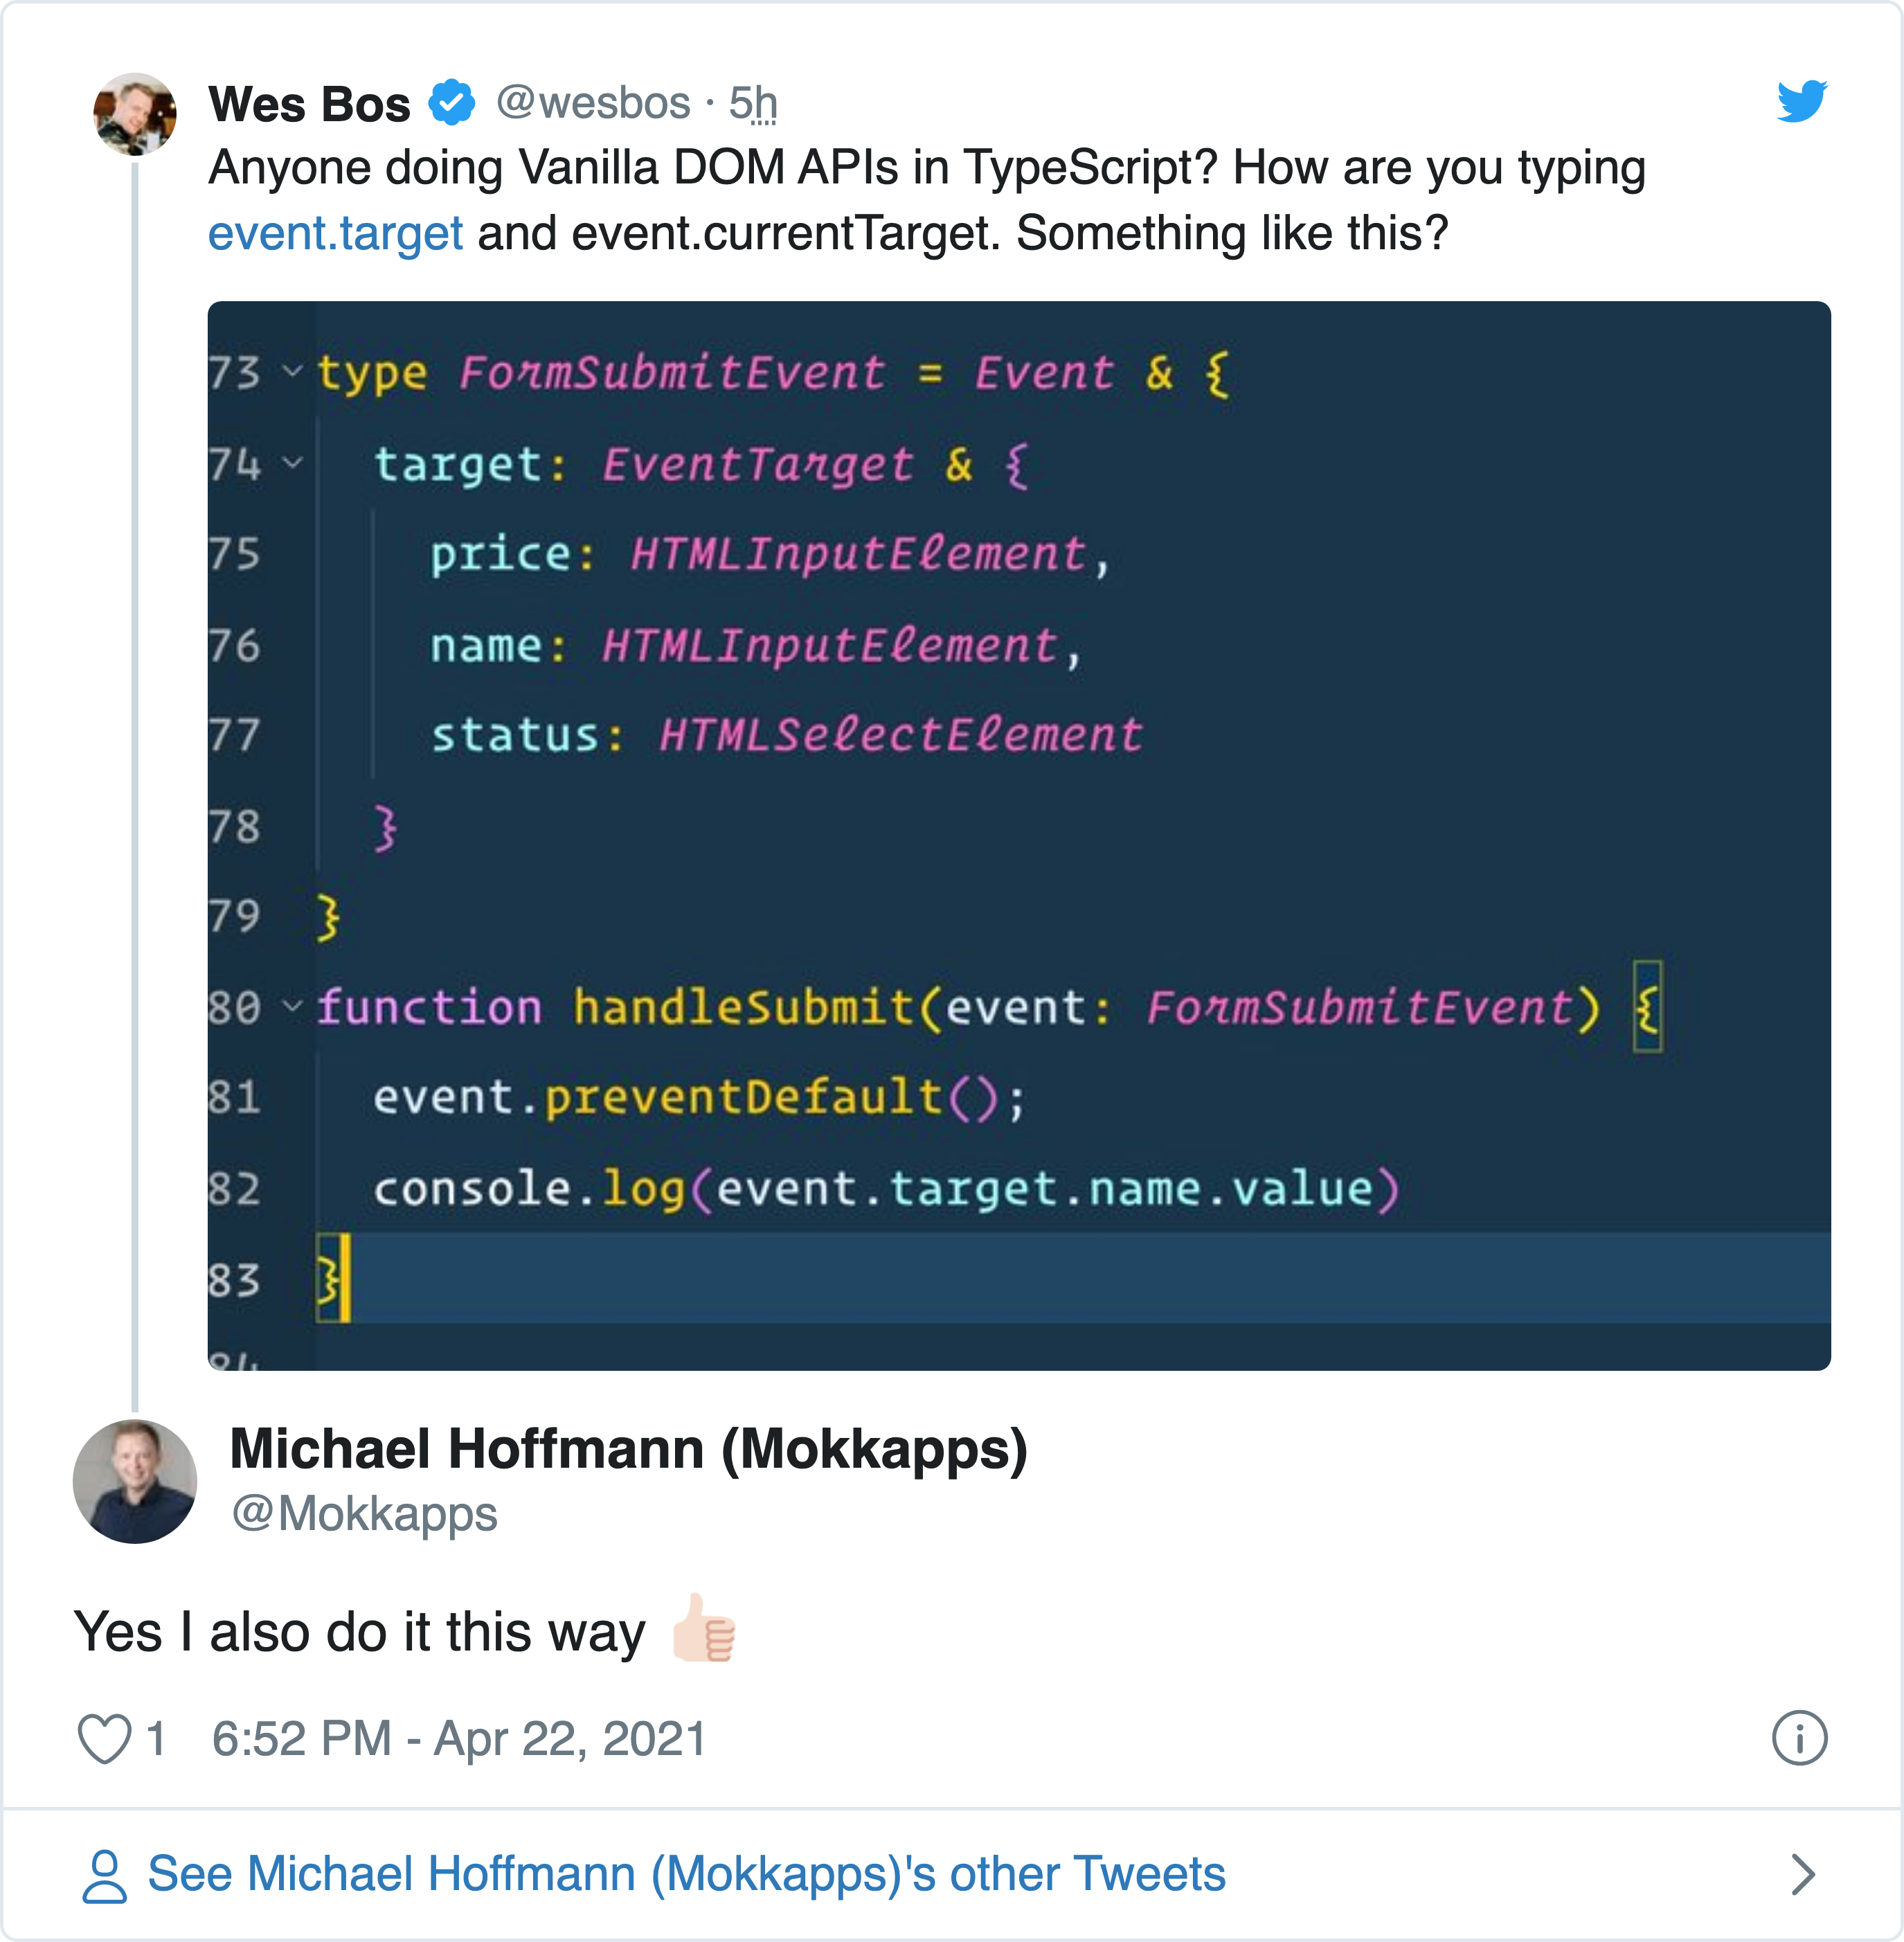 Wes Bos @wesbos · 5h
Anyone doing Vanilla DOM APIs in TypeScript? How are you typing
event.target and event.currentTarget. Something like this?
73 type FormSubmitEvent = Event & {
74 target: EventTarget & {
75 price: HTMLInputElement,
76 name: HTMLInputElement,
77 status: HTMLSelectElement
78 }
79 }
80 function handleSubmit(event: FormSubmitEvent) {
81 event.preventDefault();
82 console.log(event.target.name.value)
83 }
84
Michael Hoffmann (Mokkapps)
@Mokkapps
Yes I also do it this way 👍🏻
1 6:52 PM - Apr 22, 2021
See Michael Hoffmann (Mokkapps)'s other Tweets